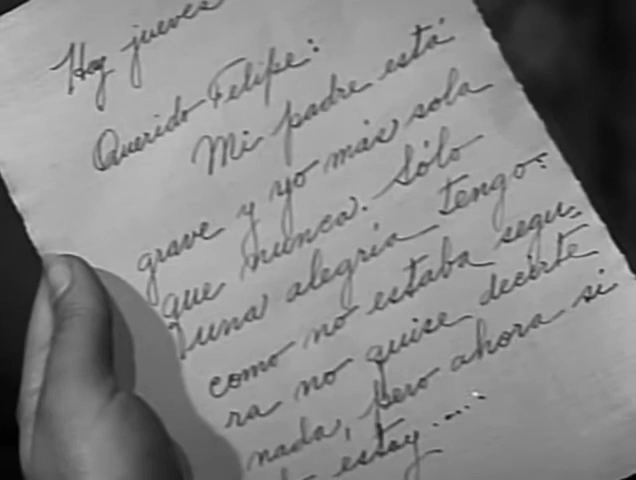 Hoy jueves
Querido Felipe:
Mi padre está
grave y yo más sola
que nunca. Sólo
una alegría tengo:
como no estaba segu-
ra no quise decirte
nada, pero ahora si
lo estoy....